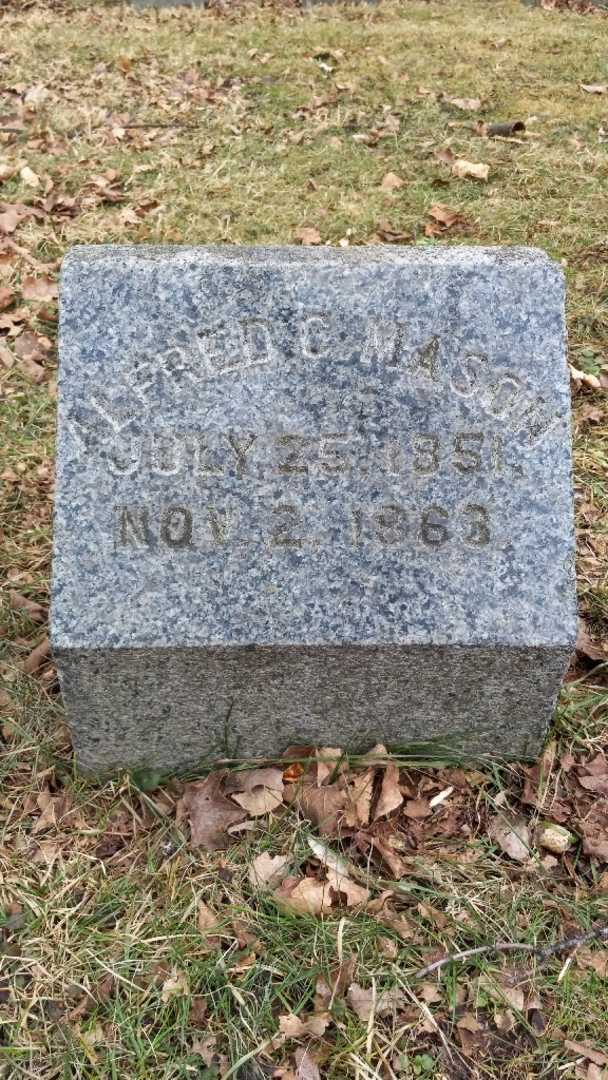 ALFRED C. MASON
JULY 25. 1851.
NOV. 2. 1863.